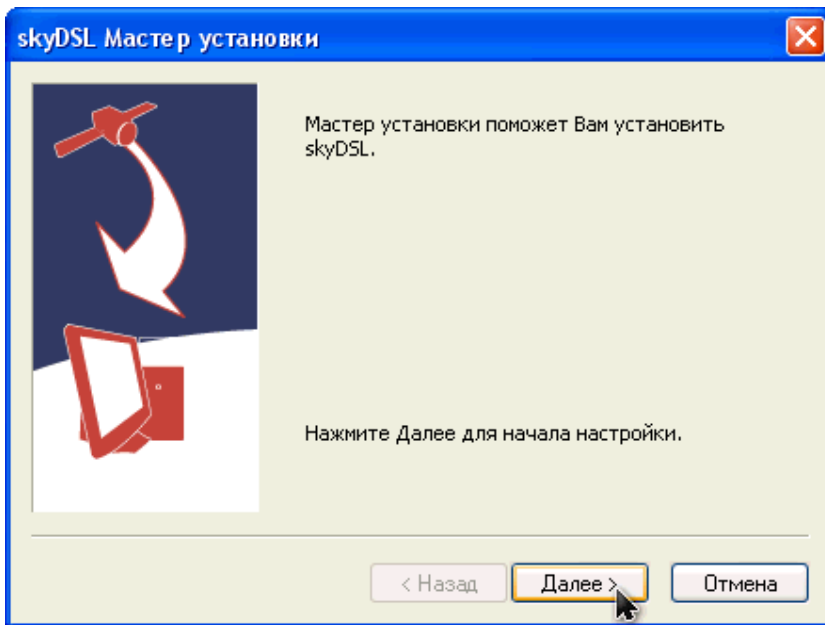 skyDSL Мастер установки
Мастер установки поможет Вам установить
skyDSL.
Нажмите Далее для начала настройки.
< Назад
Далее >
Отмена